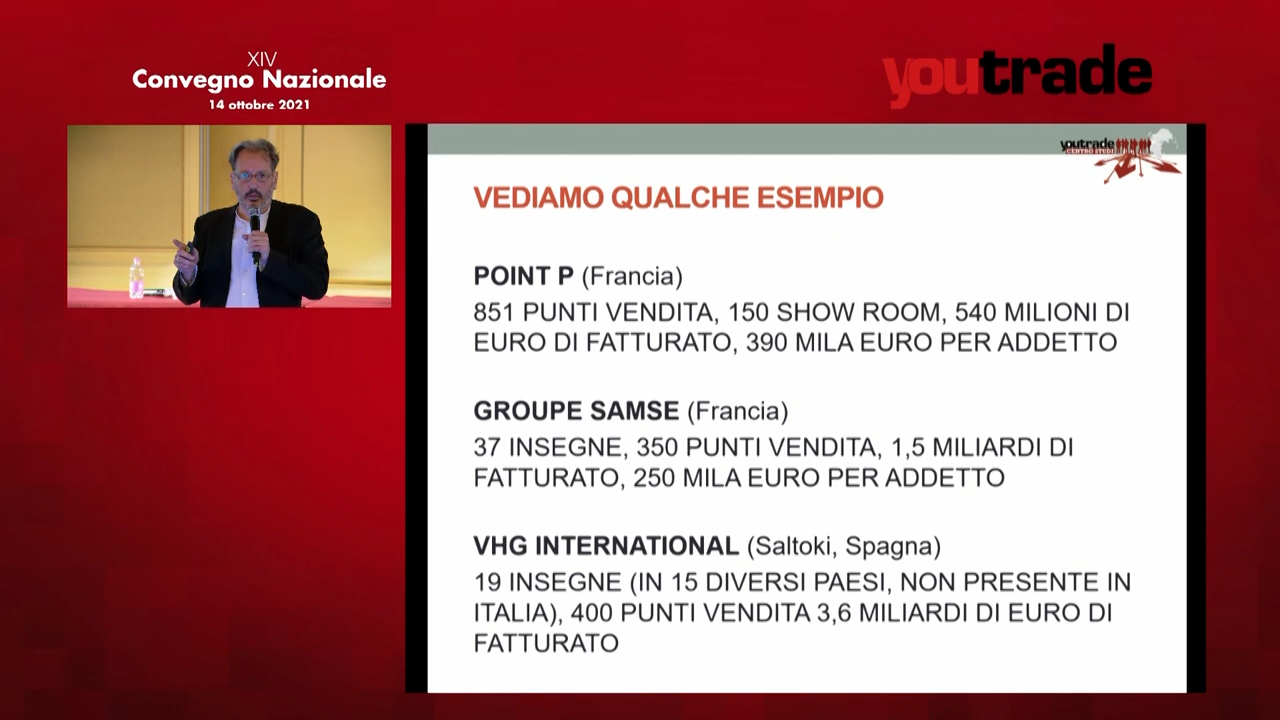 XIV
Convegno Nazionale
14 ottobre 2021
youtrade
youtrade
CENTRO STUDI
VEDIAMO QUALCHE ESEMPIO
POINT P (Francia)
851 PUNTI VENDITA, 150 SHOW ROOM, 540 MILIONI DI
EURO DI FATTURATO, 390 MILA EURO PER ADDETTO
GROUPE SAMSE (Francia)
37 INSEGNE, 350 PUNTI VENDITA, 1,5 MILIARDI DI
FATTURATO, 250 MILA EURO PER ADDETTO
VHG INTERNATIONAL (Saltoki, Spagna)
19 INSEGNE (IN 15 DIVERSI PAESI, NON PRESENTE IN
ITALIA), 400 PUNTI VENDITA 3,6 MILIARDI DI EURO DI
FATTURATO